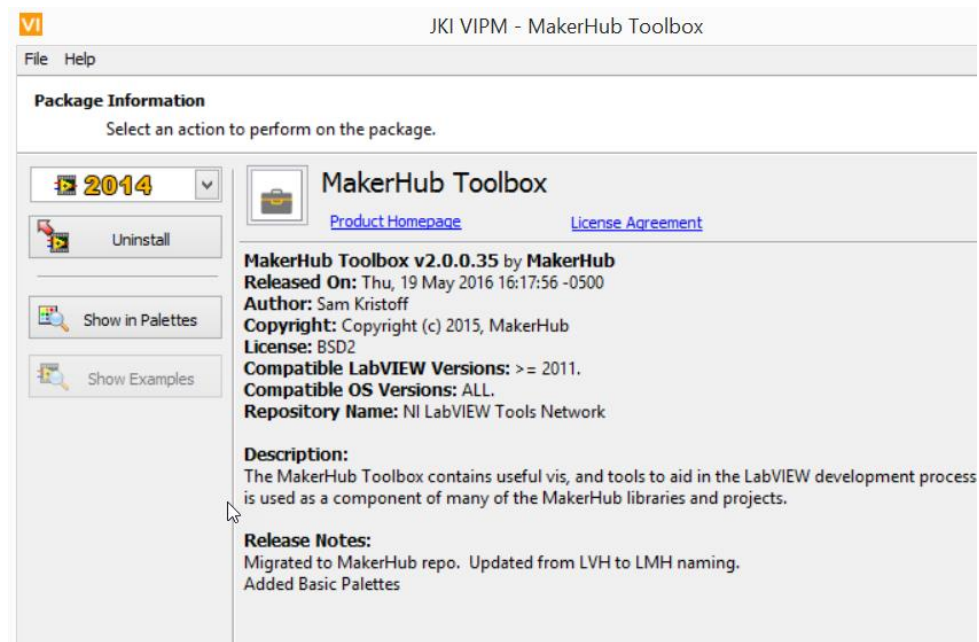 VI
JKI VIPM - MakerHub Toolbox
File Help
Package Information
Select an action to perform on the package.
2014
MakerHub Toolbox
Product Homepage License Agreement
Uninstall
MakerHub Toolbox v2.0.0.35 by MakerHub
Released On: Thu, 19 May 2016 16:17:56 -0500
Author: Sam Kristoff
Show in Palettes
Copyright: Copyright (c) 2015, MakerHub
License: BSD2
Show Examples
Compatible LabVIEW Versions: >= 2011.
Compatible OS Versions: ALL.
Repository Name: NI LabVIEW Tools Network
Description:
The MakerHub Toolbox contains useful vis, and tools to aid in the LabVIEW development process
is used as a component of many of the MakerHub libraries and projects.
Release Notes:
Migrated to MakerHub repo. Updated from LVH to LMH naming.
Added Basic Palettes